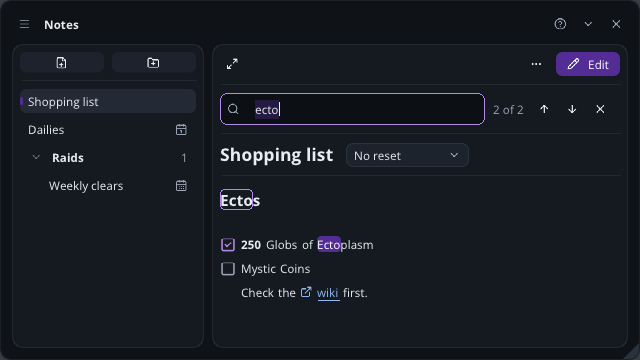 Notes
Edit
Shopping list
ecto
2 of 2
Dailies
Shopping list
No reset
Raids
1
Weekly clears
Ectos
250 Globs of Ectoplasm
Mystic Coins
Check the wiki first.